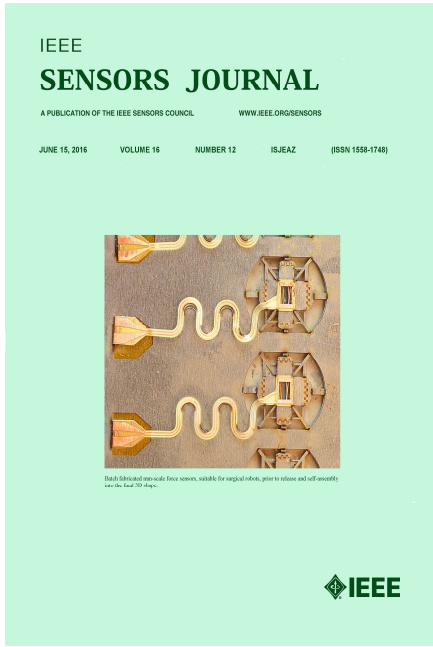 IEEE
SENSORS JOURNAL
A PUBLICATION OF THE IEEE SENSORS COUNCIL WWW.IEEE.ORG/SENSORS
JUNE 15, 2016 VOLUME 16 NUMBER 12 ISJEAZ (ISSN 1558-1748)
Batch fabricated mm-scale force sensors, suitable for surgical robots, prior to release and self-assembly
into the final 3D shape.
IEEE